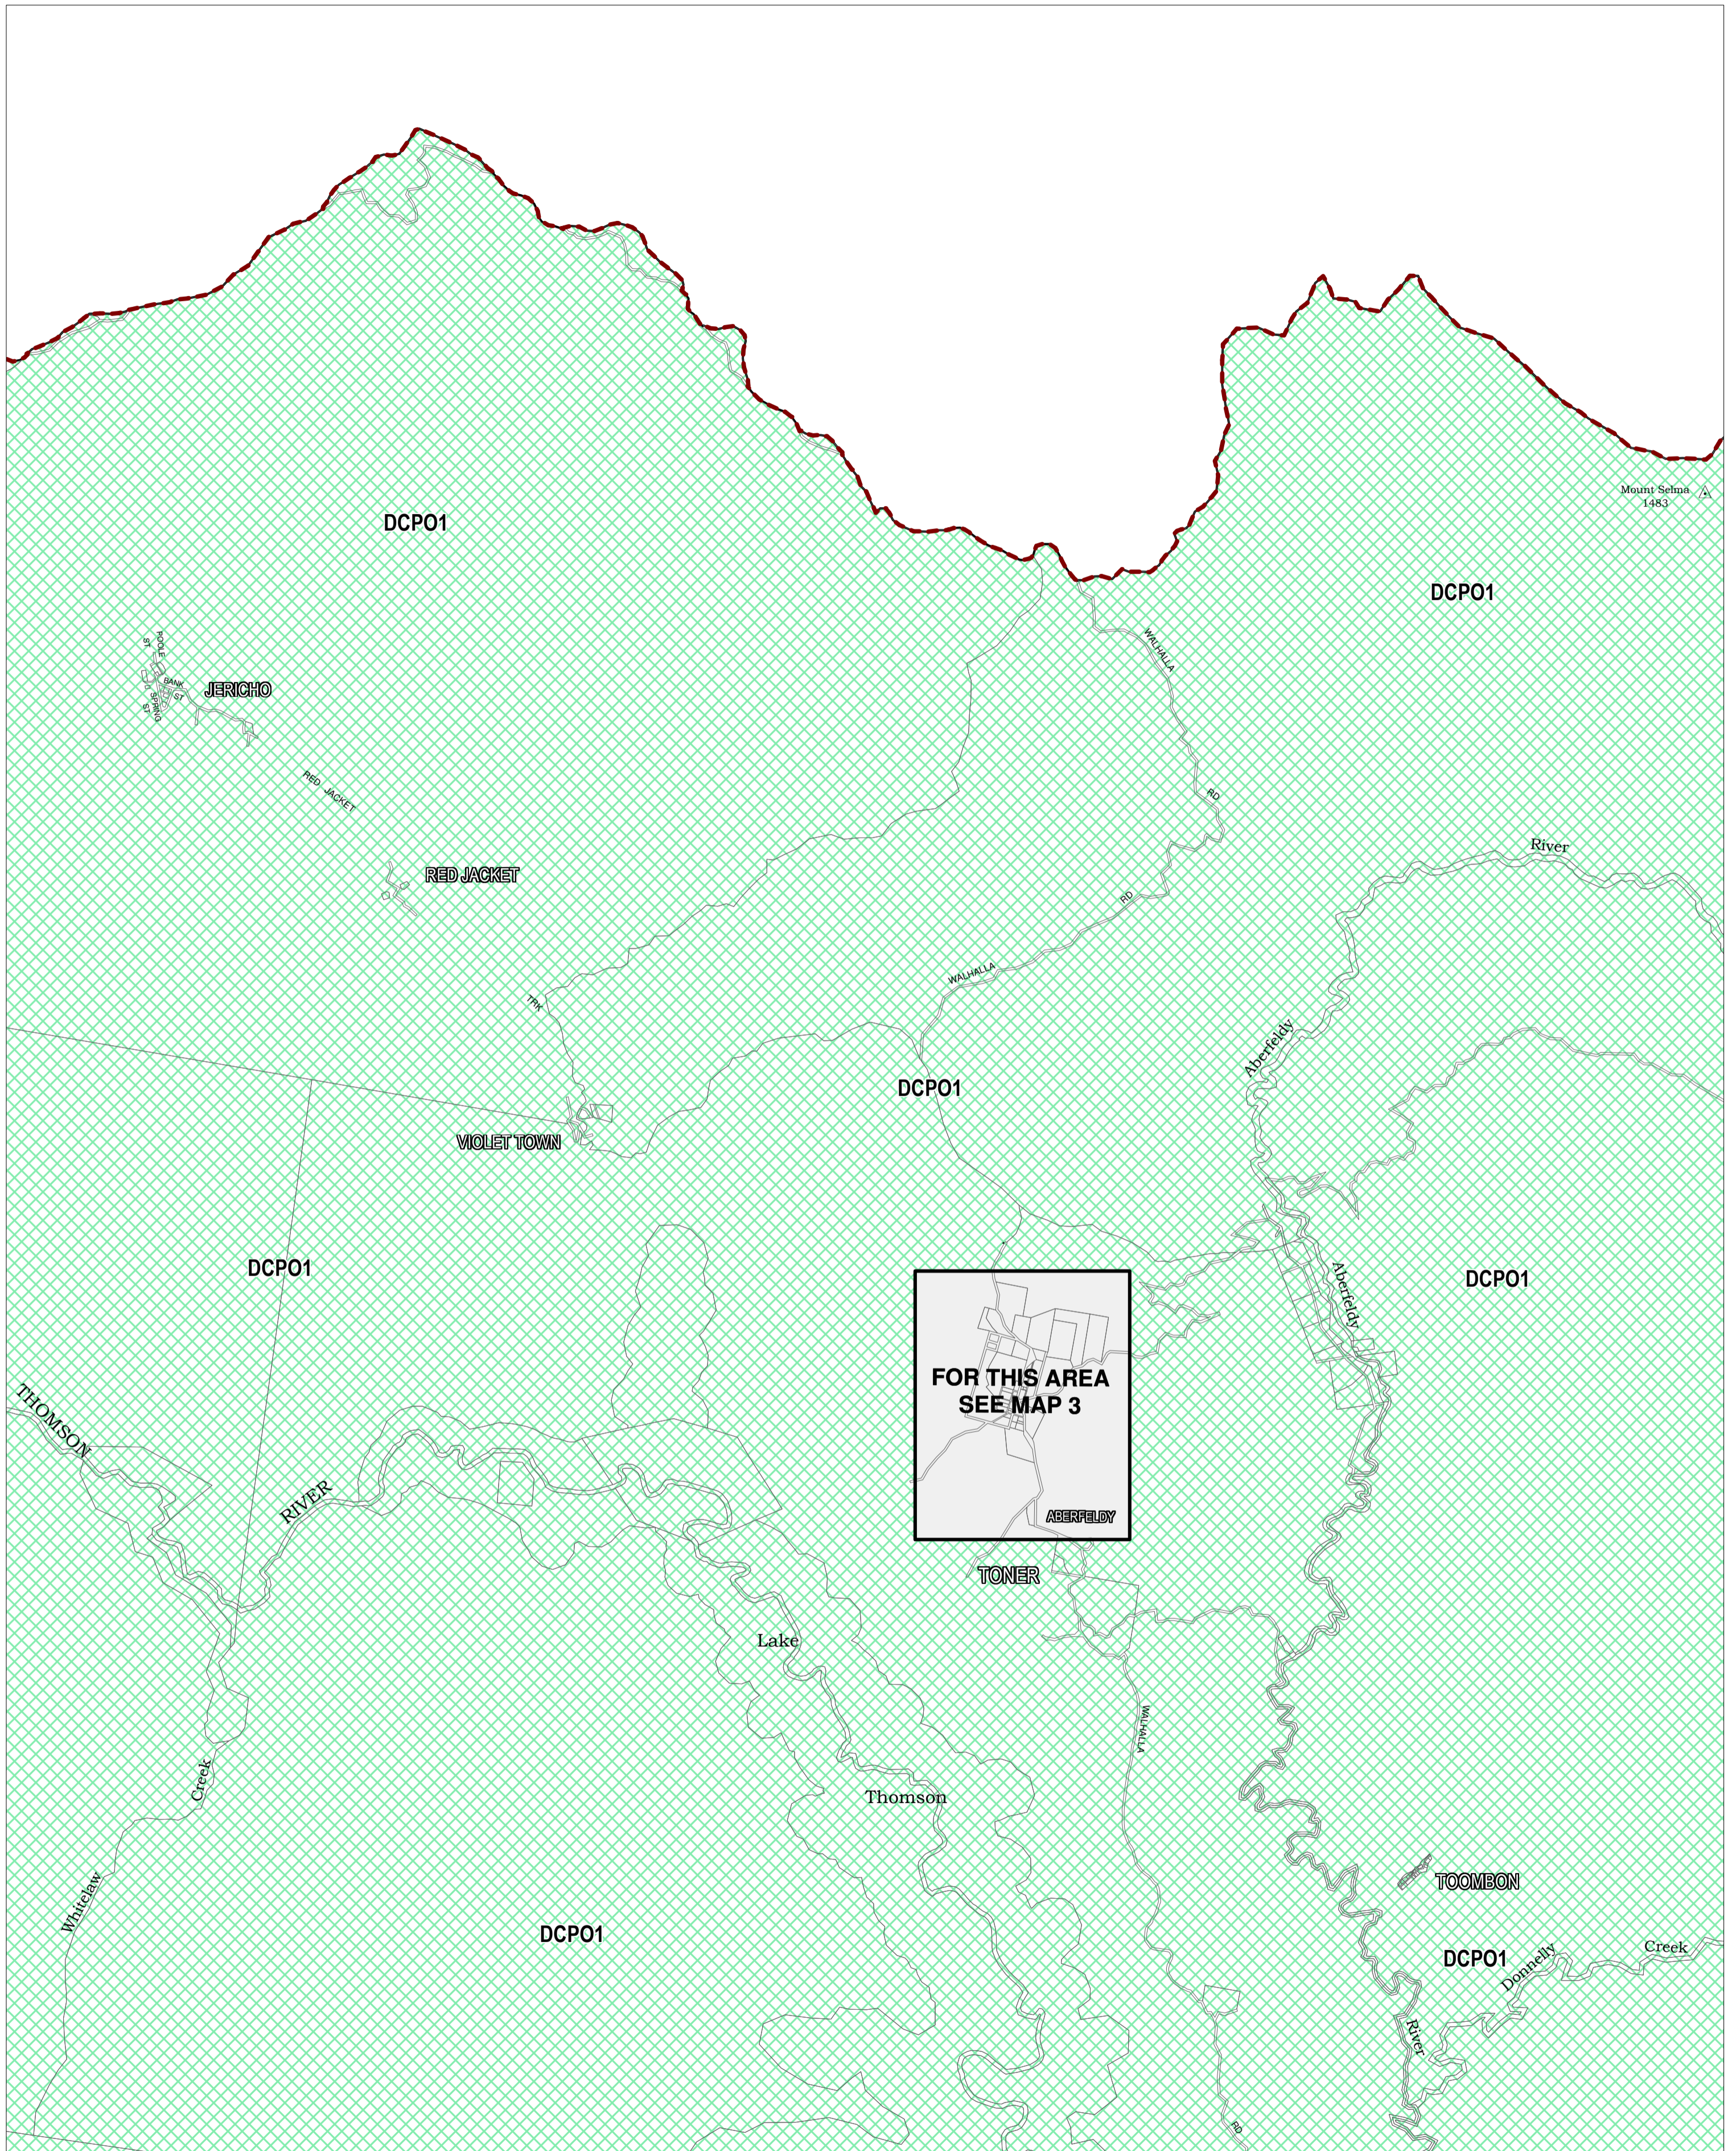 Mount Selma
1483
DCPO1
DCPO1
POOLE
ST
WALHALLA
BANK
ST
JERICHO
SPRING
ST
RED JACKET
RD
River
RED JACKET
RD
WALHALLA
TRK
Aberfeldy
DCPO1
VIOLET TOWN
DCPO1
DCPO1
Aberfeldy
FOR THIS AREA
SEE MAP 3
THOMSON
RIVER
ABERFELDY
TONER
Lake
WALHALLA
Creek
Thomson
TOOMBON
Whitelaw
DCPO1
DCPO1
Donnelly
Creek
River
RD